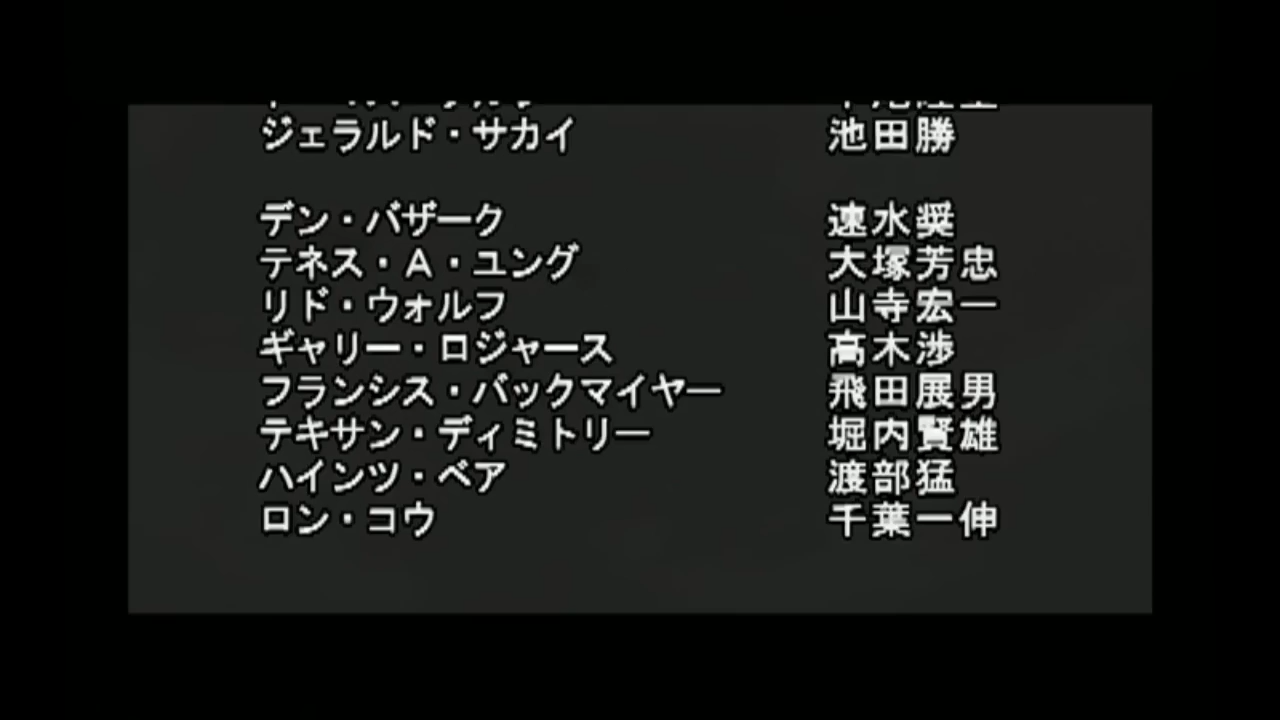 ジェラルド・サカイ 池田勝
デン・バザーク 速水奨
テネス・A・ユング 大塚芳忠
リド・ウォルフ 山寺宏一
ギャリー・ロジャース 高木渉
フランシス・バックマイヤー 飛田展男
テキサン・ディミトリー 堀内賢雄
ハインツ・ベア 渡部猛
ロン・コウ 千葉一伸